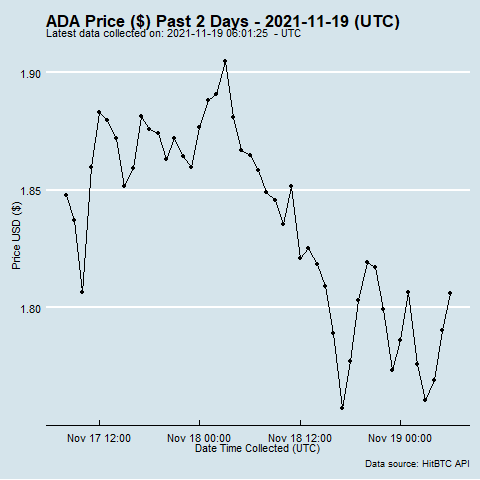 ADA Price ($) Past 2 Days - 2021-11-19 (UTC)
Latest data collected on: 2021-11-19 06:01:25  - UTC
1.90
1.85
1.80
Price USD ($)
Nov 17 12:00
Nov 18 00:00
Nov 18 12:00
Nov 19 00:00
Date Time Collected (UTC)
Data source: HitBTC API